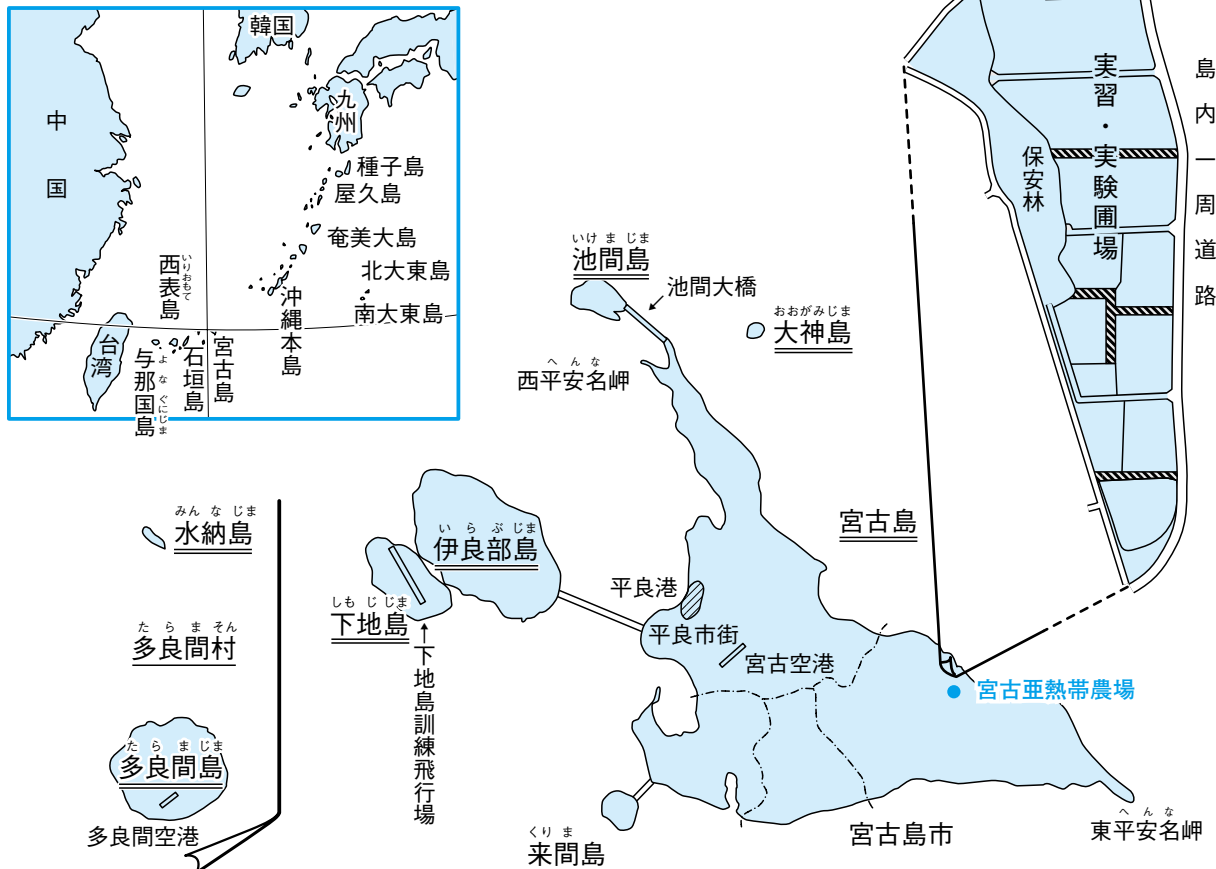 韓国
中国
九州
種子島
屋久島
奄美大島
北大東島
南大東島
沖縄本島
いりおもて
西表島
台湾
よなぐにじま
与那国島
石垣島
宮古島
実習・実験圃場
保安林
島内一周道路
いけまじま
池間島
池間大橋
おおがみじま
大神島
へんな
西平安名岬
宮古島
みんなじま
水納島
いらぶじま
伊良部島
しもじじま
下地島
下地島訓練飛行場
平良港
平良市街
宮古空港
宮古亜熱帯農場
たらまそん
多良間村
たらまじま
多良間島
多良間空港
くりま
来間島
宮古島市
へんな
東平安名岬